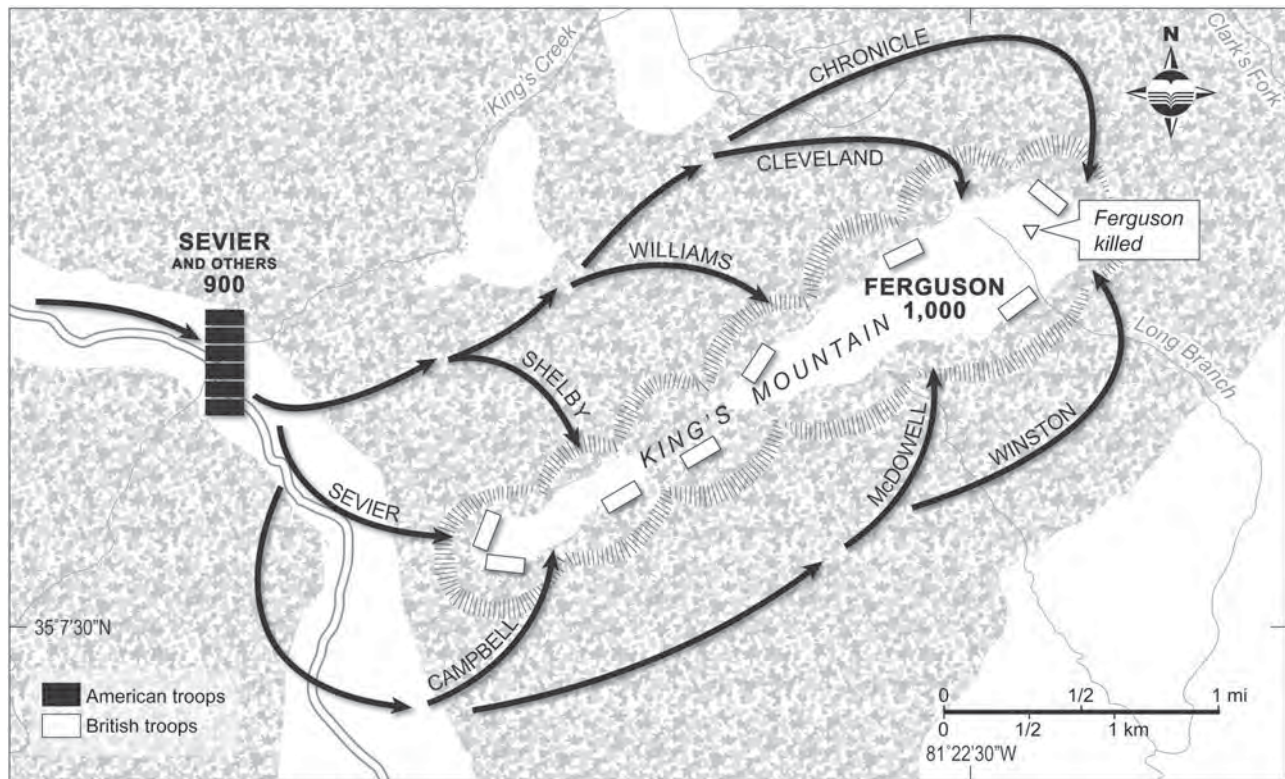 King's Creek
CHRONICLE
N
Clark's Fork
CLEVELAND
SEVIER
AND OTHERS
900
WILLIAMS
Ferguson
killed
FERGUSON
1,000
SHELBY
KING'S MOUNTAIN
Long Branch
McDOWELL
WINSTON
SEVIER
CAMPBELL
35°7'30"N
American troops
British troops
0 1/2 1 mi
0 1/2 1 km
81°22'30"W